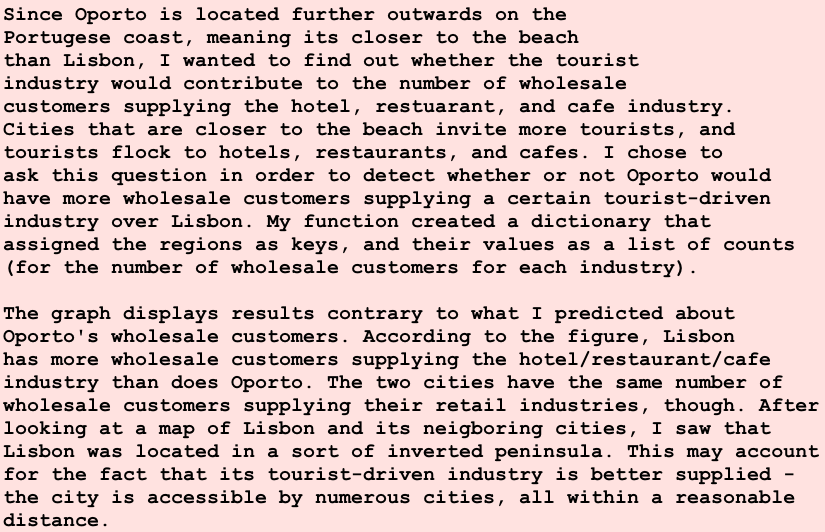 Since Oporto is located further outwards on the
Portugese coast, meaning its closer to the beach
than Lisbon, I wanted to find out whether the tourist
industry would contribute to the number of wholesale
customers supplying the hotel, restuarant, and cafe industry.
Cities that are closer to the beach invite more tourists, and
tourists flock to hotels, restaurants, and cafes. I chose to
ask this question in order to detect whether or not Oporto would
have more wholesale customers supplying a certain tourist-driven
industry over Lisbon. My function created a dictionary that
assigned the regions as keys, and their values as a list of counts
(for the number of wholesale customers for each industry).

The graph displays results contrary to what I predicted about
Oporto's wholesale customers. According to the figure, Lisbon
has more wholesale customers supplying the hotel/restaurant/cafe
industry than does Oporto. The two cities have the same number of
wholesale customers supplying their retail industries, though. After
looking at a map of Lisbon and its neigboring cities, I saw that
Lisbon was located in a sort of inverted peninsula. This may account
for the fact that its tourist-driven industry is better supplied -
the city is accessible by numerous cities, all within a reasonable
distance.